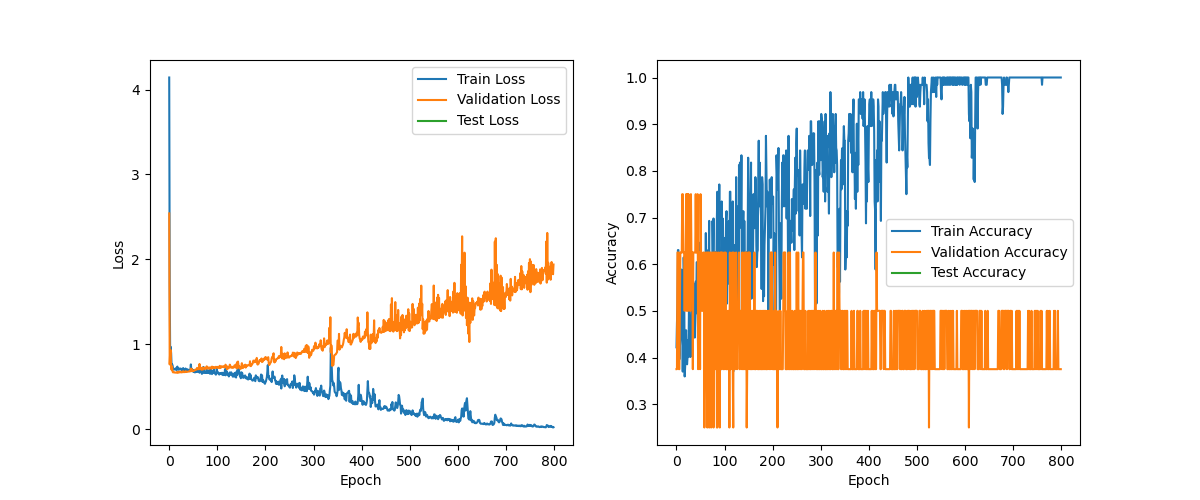 Train Loss
Validation Loss
Test Loss
4
3
2
1
0
Loss
0 100 200 300 400 500 600 700 800
Epoch
1.0
0.9
0.8
0.7
0.6
0.5
0.4
0.3
Accuracy
Train Accuracy
Validation Accuracy
Test Accuracy
0 100 200 300 400 500 600 700 800
Epoch